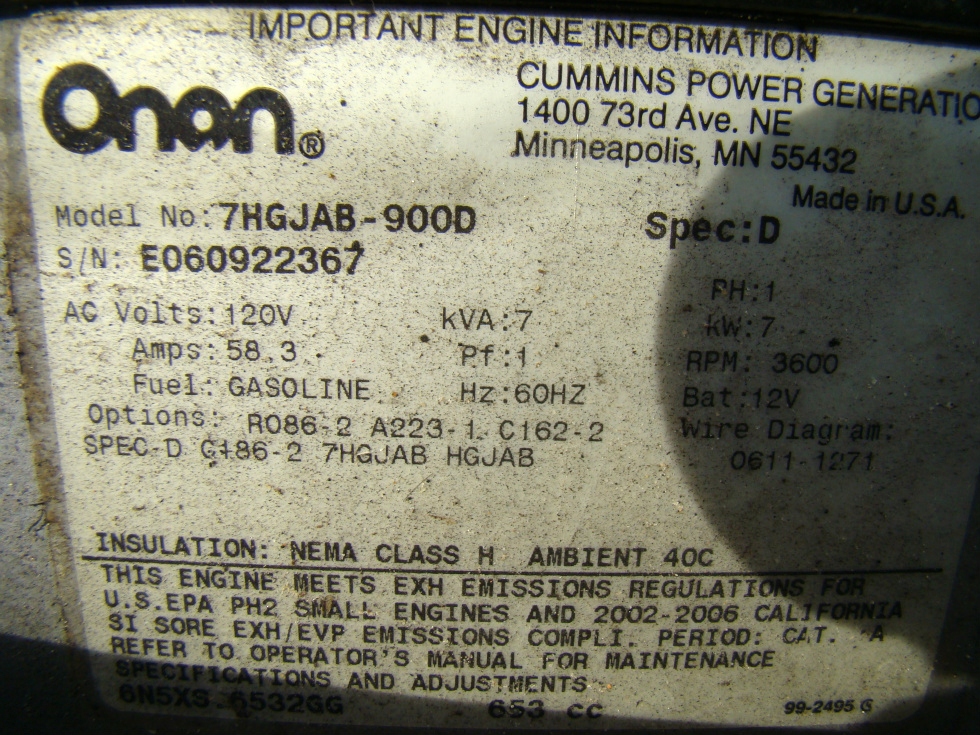 IMPORTANT ENGINE INFORMATION
Onan®
CUMMINS POWER GENERATIO
1400 73rd Ave. NE
Minneapolis, MN 55432
Made in U.S.A.
Model No: 7HGJAB-900D Spec: D
S/N: E060922367
PH: 1
AC Volts: 120V kVA: 7 kW: 7
Amps: 58.3 Pf: 1 RPM: 3600
Fuel: GASOLINE Hz: 60HZ Bat: 12V
Options: R086-2 A223-1 C162-2 Wire Diagram:
SPEC-D C186-2 7HGJAB HGJAB 0611-1271
INSULATION: NEMA CLASS H AMBIENT 40C
THIS ENGINE MEETS EXH EMISSIONS REGULATIONS FOR
U.S.EPA PH2 SMALL ENGINES AND 2002-2006 CALIFORNIA
SI SORE EXH/EVP EMISSIONS COMPLI. PERIOD: CAT. A
REFER TO OPERATOR'S MANUAL FOR MAINTENANCE
SPECIFICATIONS AND ADJUSTMENTS
6N5XS.6532GG 653 cc 99-2495 G